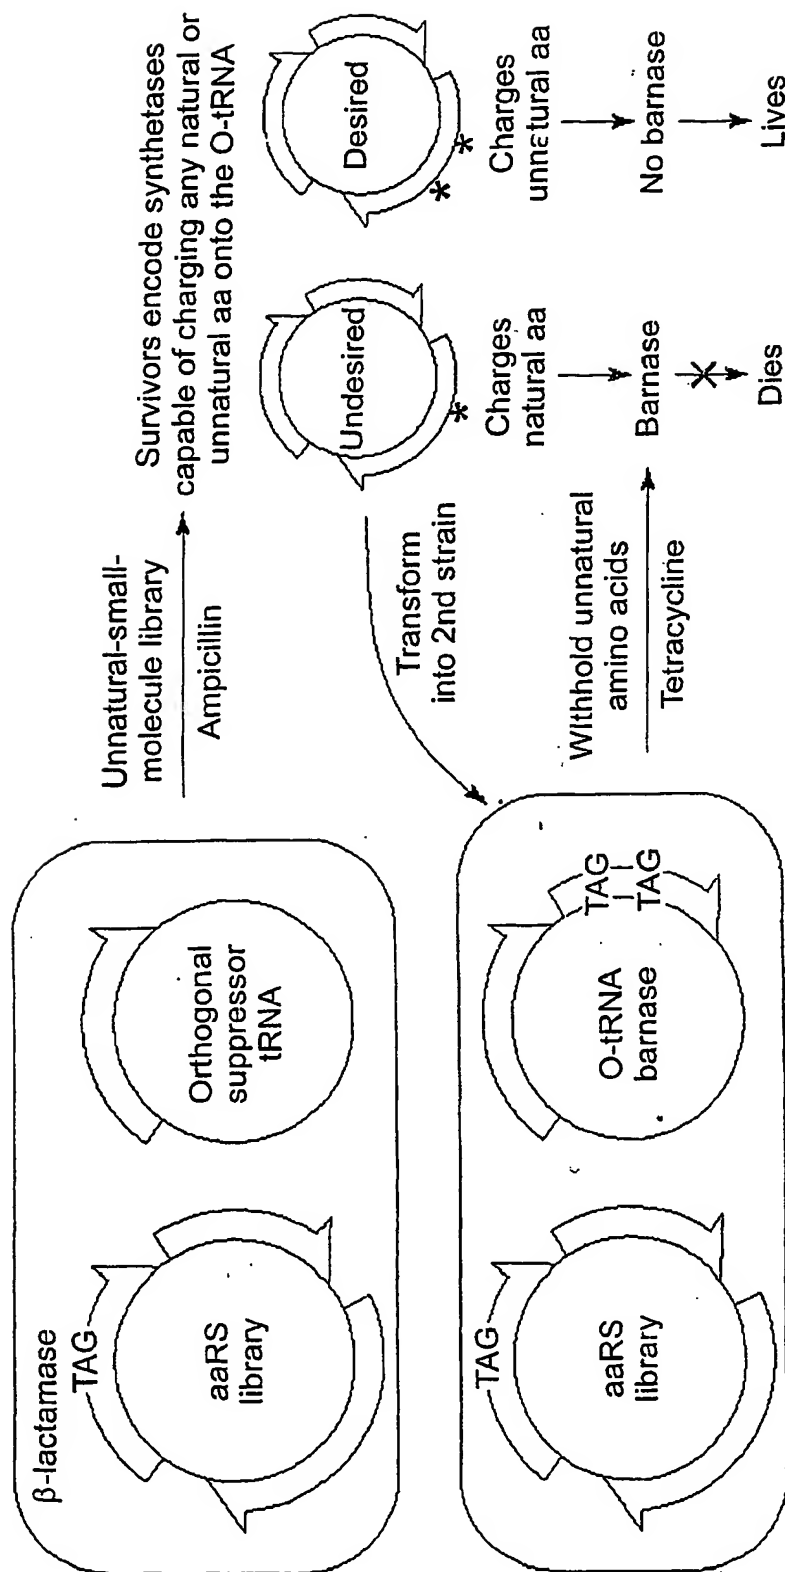 β-lactamase
TAG
aaRS
library
Orthogonal
suppressor
tRNA
Unnatural-small-
molecule library
Ampicillin
Survivors encode synthetases
capable of charging any natural or
unnatural aa onto the O-tRNA
Undesired
*
Charges
natural aa
Barnase
Dies
Desired
* *
Charges
unnatural aa
No barnase
Lives
Transform
into 2nd strain
TAG
aaRS
library
O-tRNA
barnase
TAG
TAG
Withhold unnatural
amino acids
Tetracycline